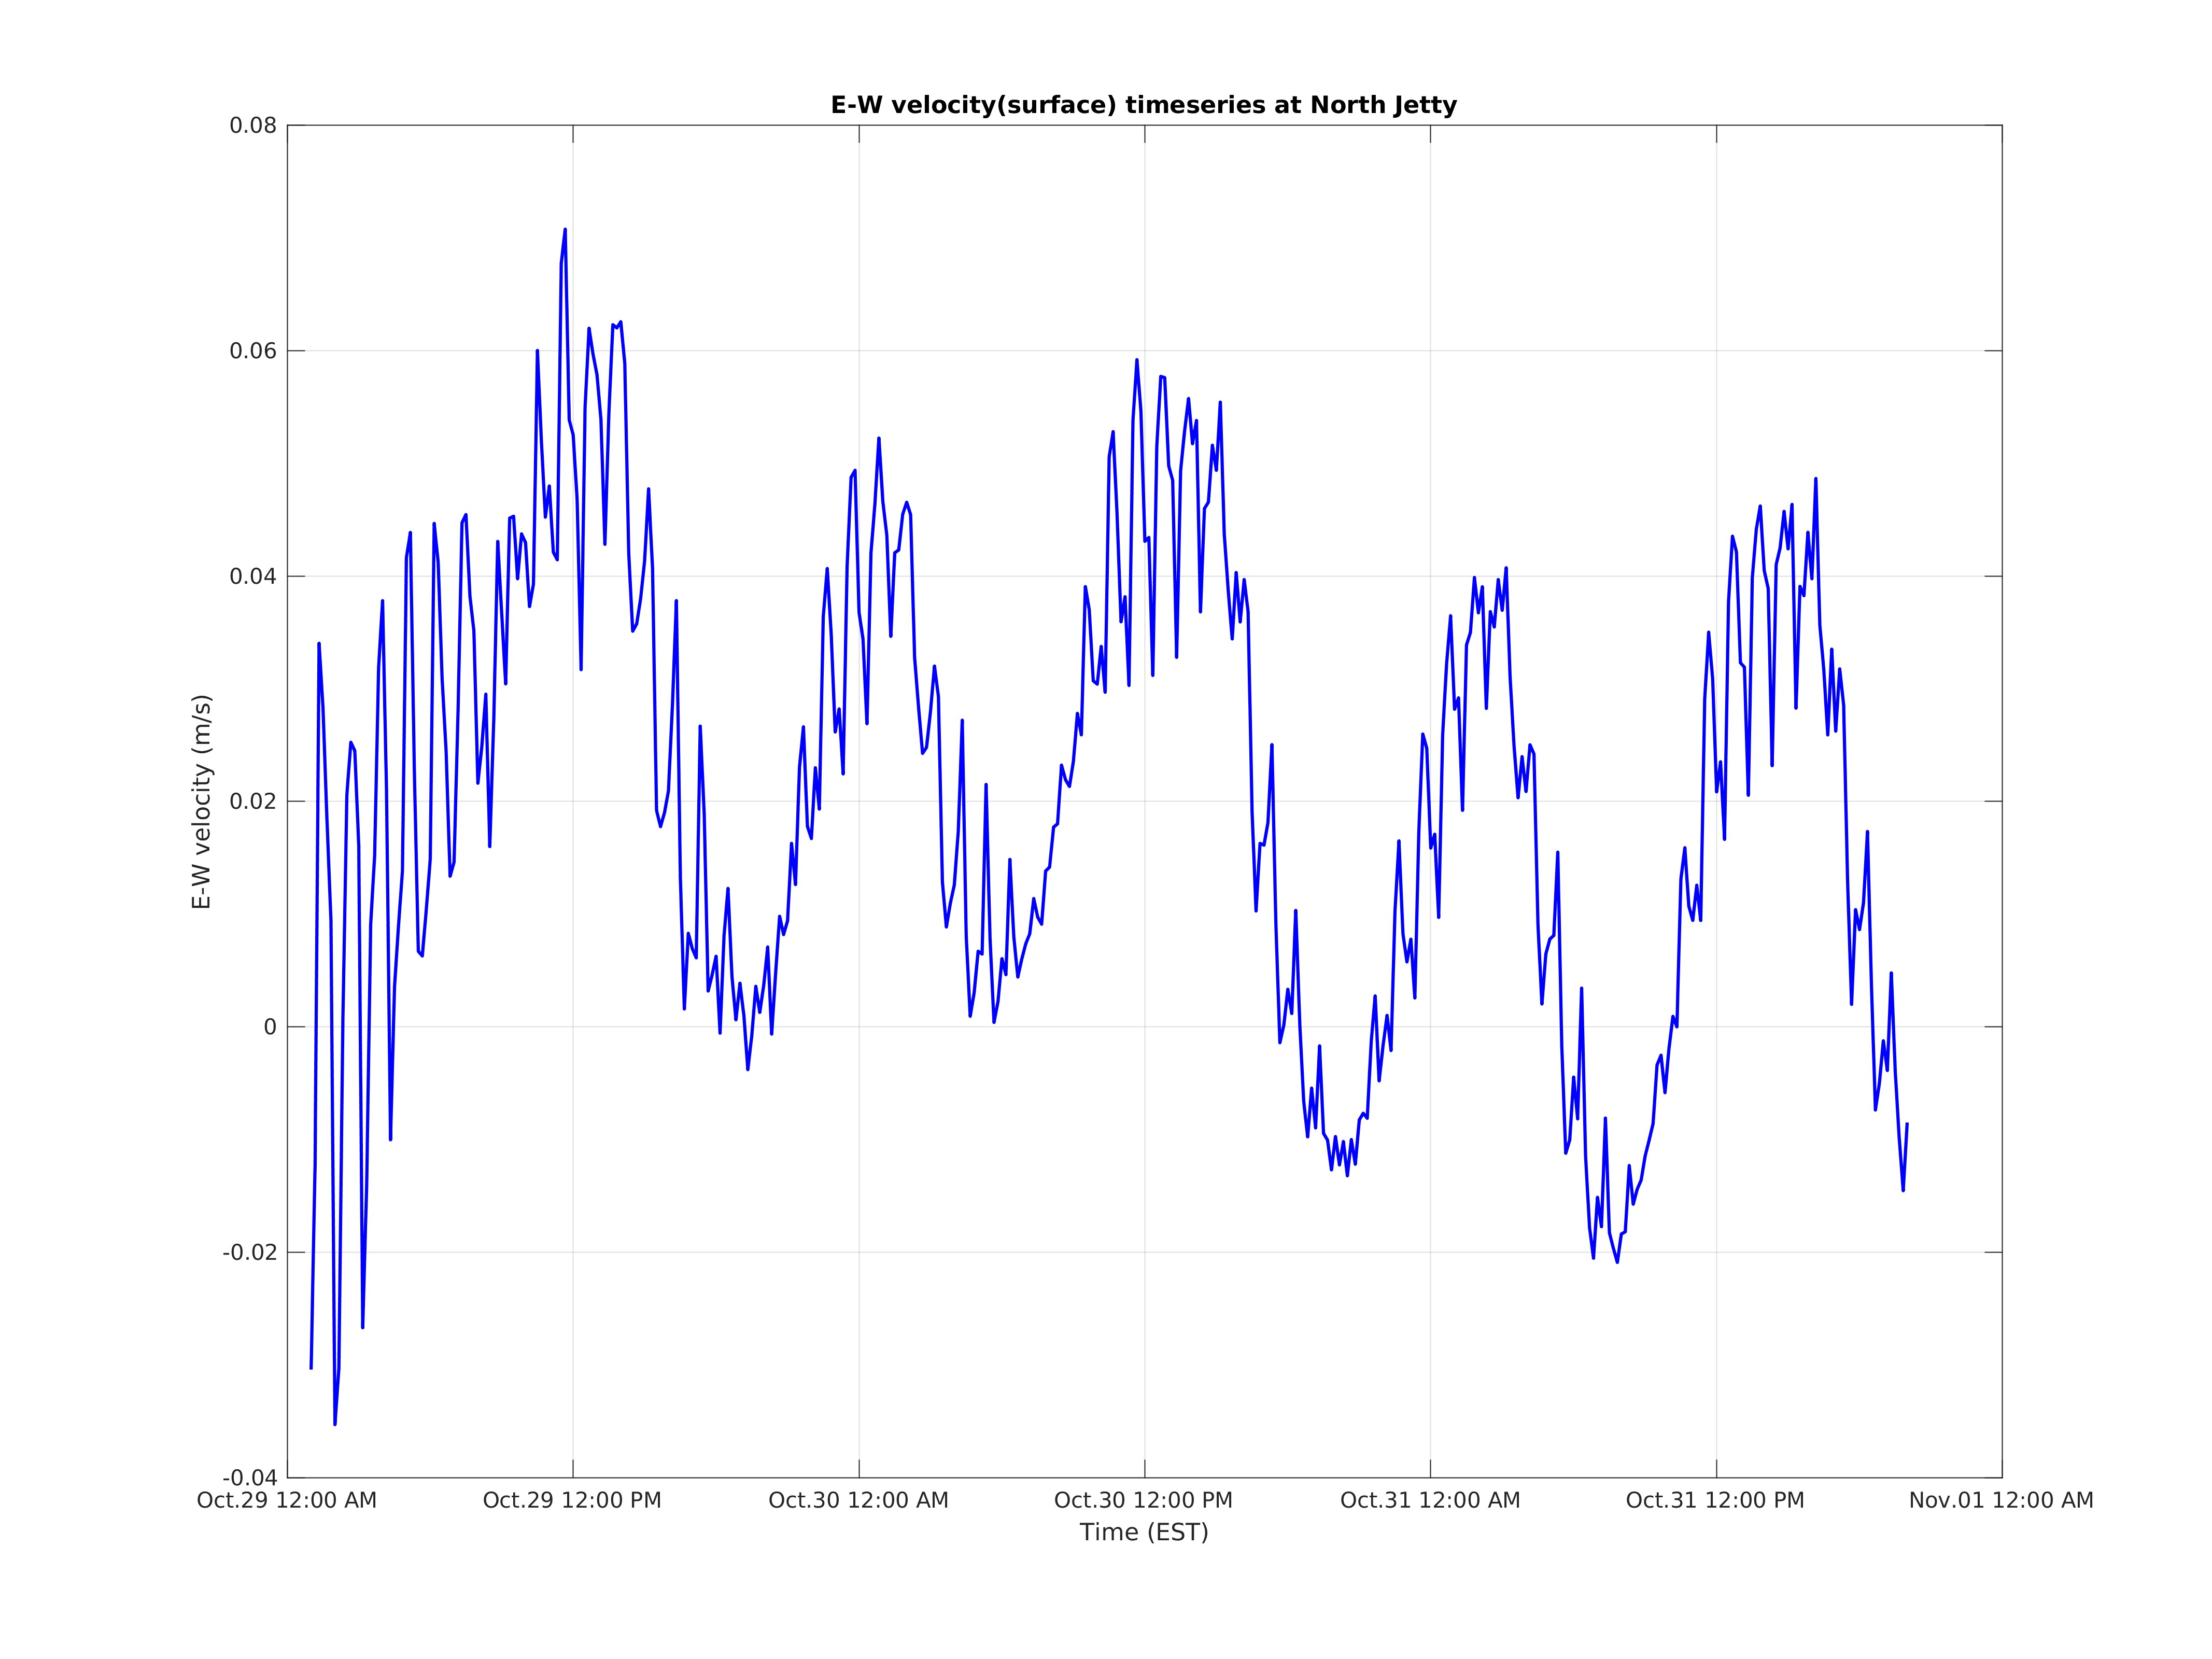 E-W velocity(surface) timeseries at North Jetty
E-W velocity (m/s)
0.08
0.06
0.04
0.02
0
-0.02
-0.04
Oct.29 12:00 AM
Oct.29 12:00 PM
Oct.30 12:00 AM
Oct.30 12:00 PM
Oct.31 12:00 AM
Oct.31 12:00 PM
Nov.01 12:00 AM
Time (EST)